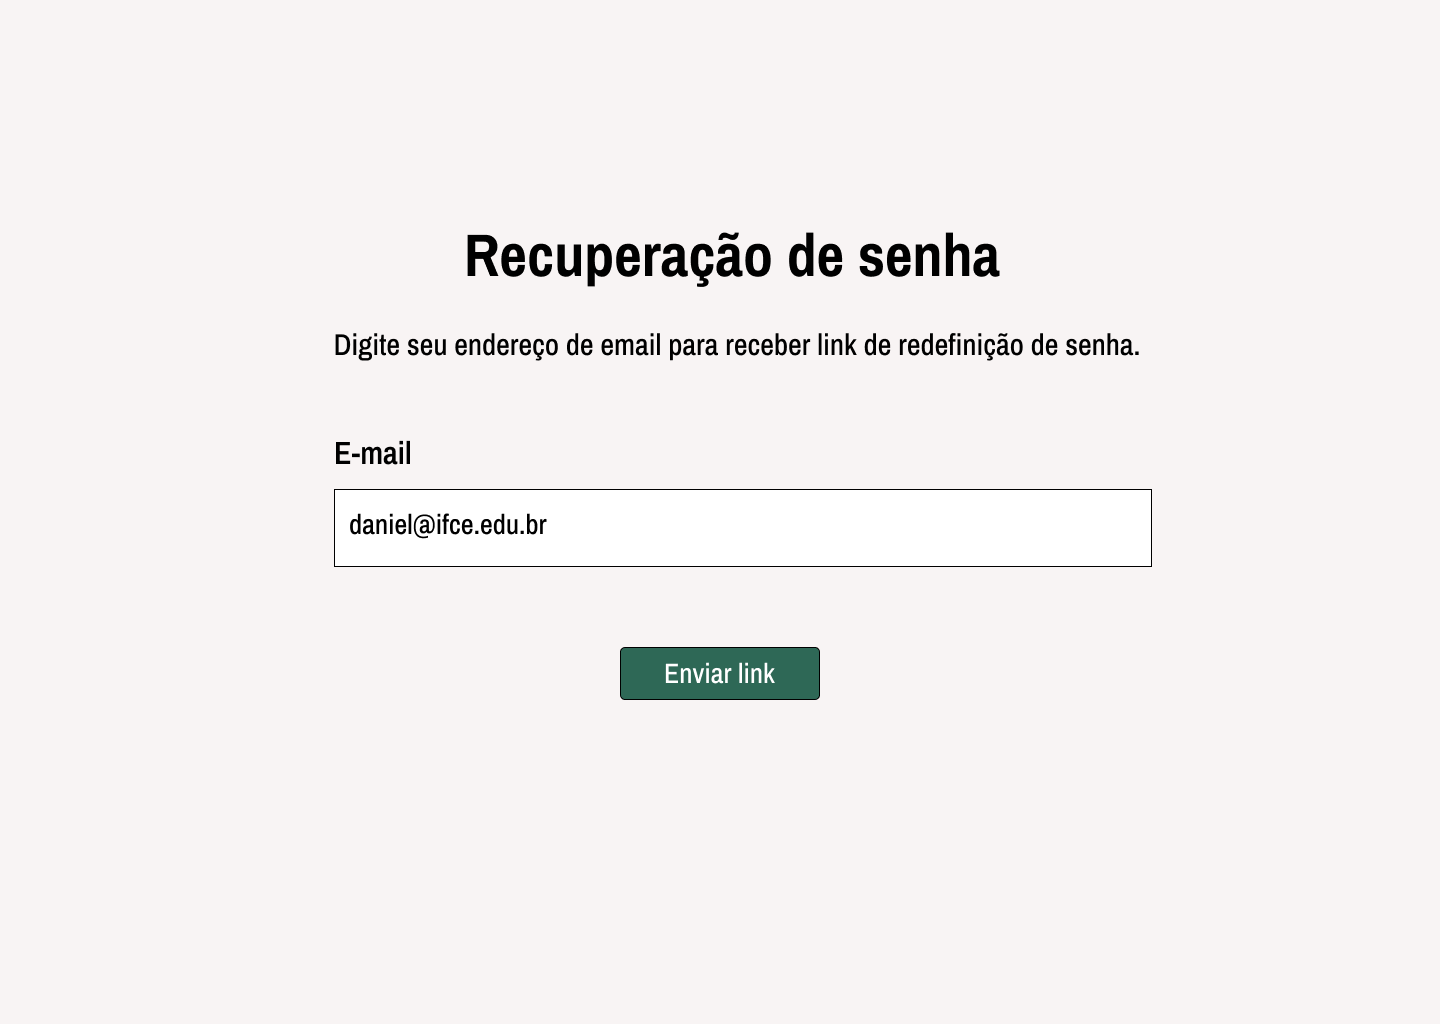 Recuperação de senha
Digite seu endereço de email para receber link de redefinição de senha.
E-mail
daniel@ifce.edu.br
Enviar link